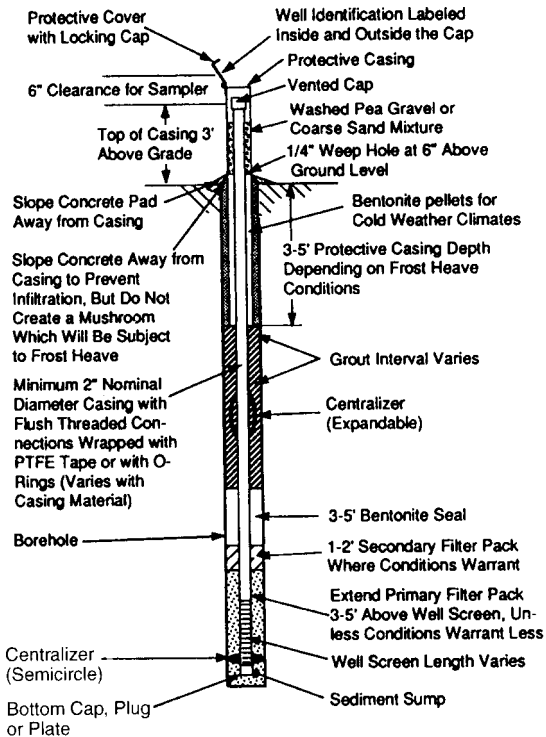 Protective Cover
with Locking Cap
Well Identification Labeled
Inside and Outside the Cap
Protective Casing
6" Clearance for Sampler
Vented Cap
Washed Pea Gravel or
Coarse Sand Mixture
Top of Casing 3'
Above Grade
1/4" Weep Hole at 6" Above
Ground Level
Slope Concrete Pad
Away from Casing
Bentonite pellets for
Cold Weather Climates
Slope Concrete Away from
Casing to Prevent
Infiltration, But Do Not
Create a Mushroom
Which Will Be Subject
to Frost Heave
3-5' Protective Casing Depth
Depending on Frost Heave
Conditions
Grout Interval Varies
Minimum 2" Nominal
Diameter Casing with
Flush Threaded Con-
nections Wrapped with
PTFE Tape or with O-
Rings (Varies with
Casing Material)
Centralizer
(Expandable)
3-5' Bentonite Seal
Borehole
1-2' Secondary Filter Pack
Where Conditions Warrant
Extend Primary Filter Pack
3-5' Above Well Screen, Un-
less Conditions Warrant Less
Centralizer
(Semicircle)
Well Screen Length Varies
Sediment Sump
Bottom Cap, Plug
or Plate